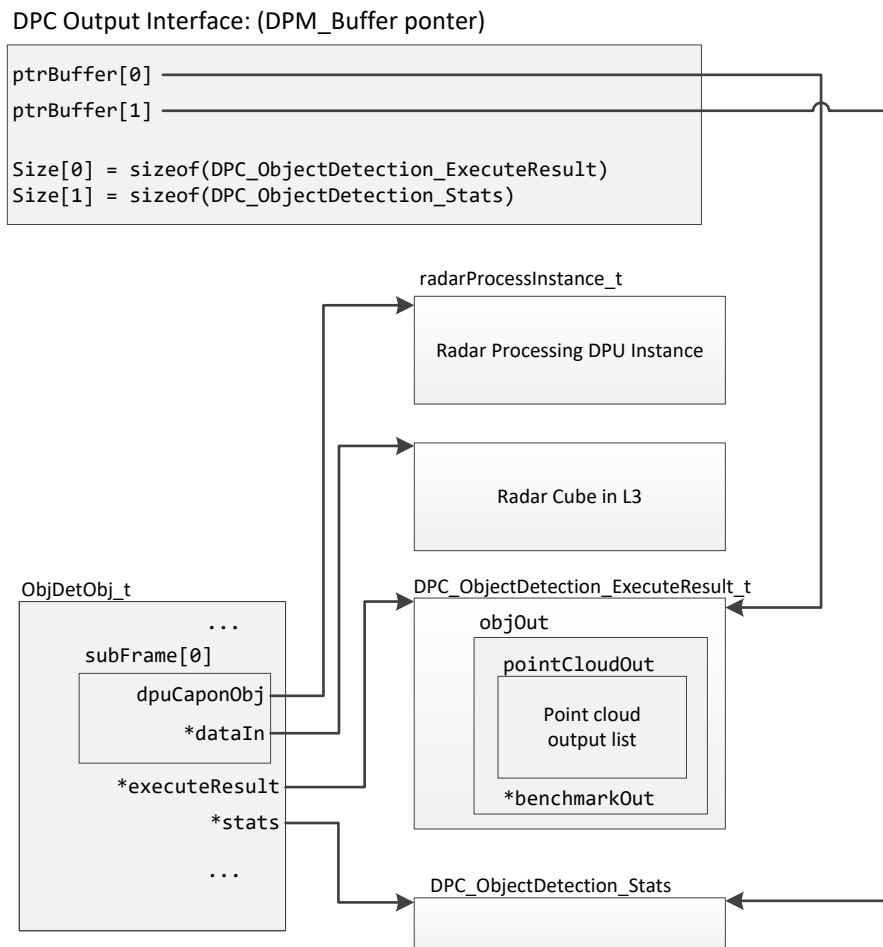 DPC Output Interface: (DPM_Buffer ponter)
ptrBuffer[0]
ptrBuffer[1]
Size[0] = sizeof(DPC_ObjectDetection_ExecuteResult)
Size[1] = sizeof(DPC_ObjectDetection_Stats)
radarProcessInstance_t
Radar Processing DPU Instance
Radar Cube in L3
ObjDetObj_t
...
subFrame[0]
dpuCaponObj
*dataIn
*executeResult
*stats
...
DPC_ObjectDetection_ExecuteResult_t
objOut
pointCloudOut
Point cloud
output list
*benchmarkOut
DPC_ObjectDetection_Stats